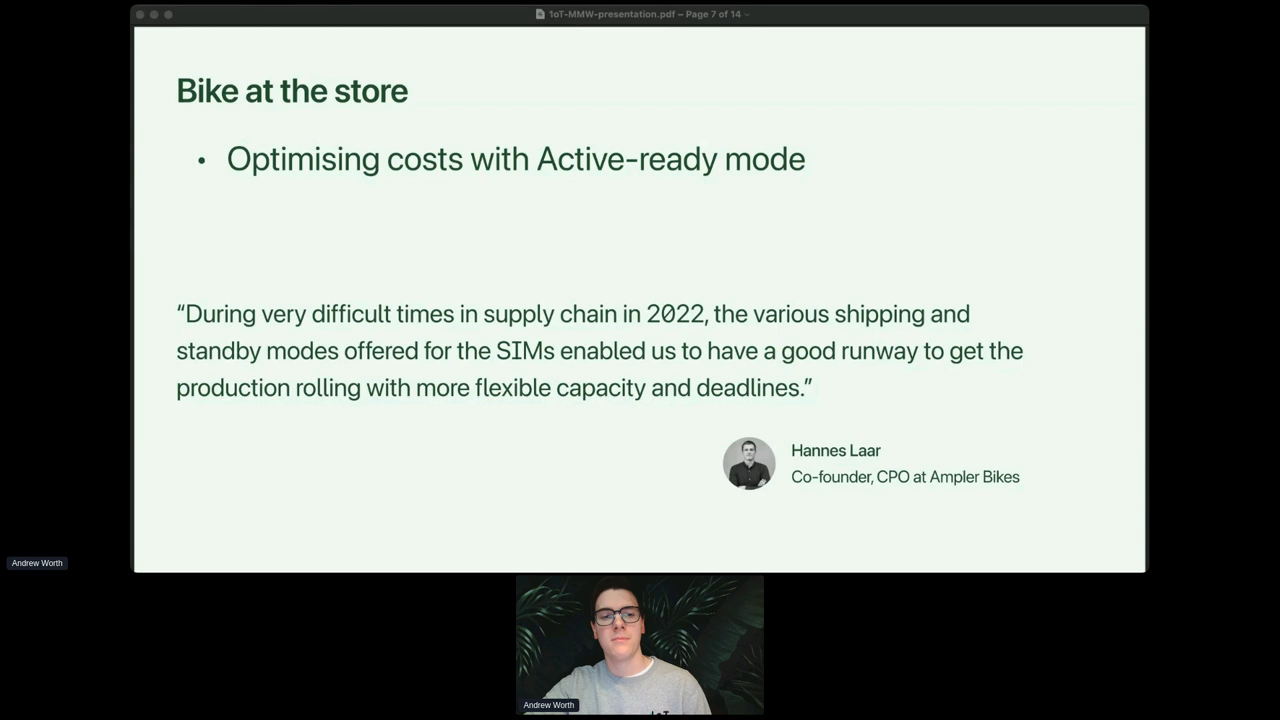 1oT-MMW-presentation.pdf – Page 7 of 14
Bike at the store
• Optimising costs with Active-ready mode
“During very difficult times in supply chain in 2022, the various shipping and
standby modes offered for the SIMs enabled us to have a good runway to get the
production rolling with more flexible capacity and deadlines.”
Hannes Laar
Co-founder, CPO at Ampler Bikes
Andrew Worth
Andrew Worth